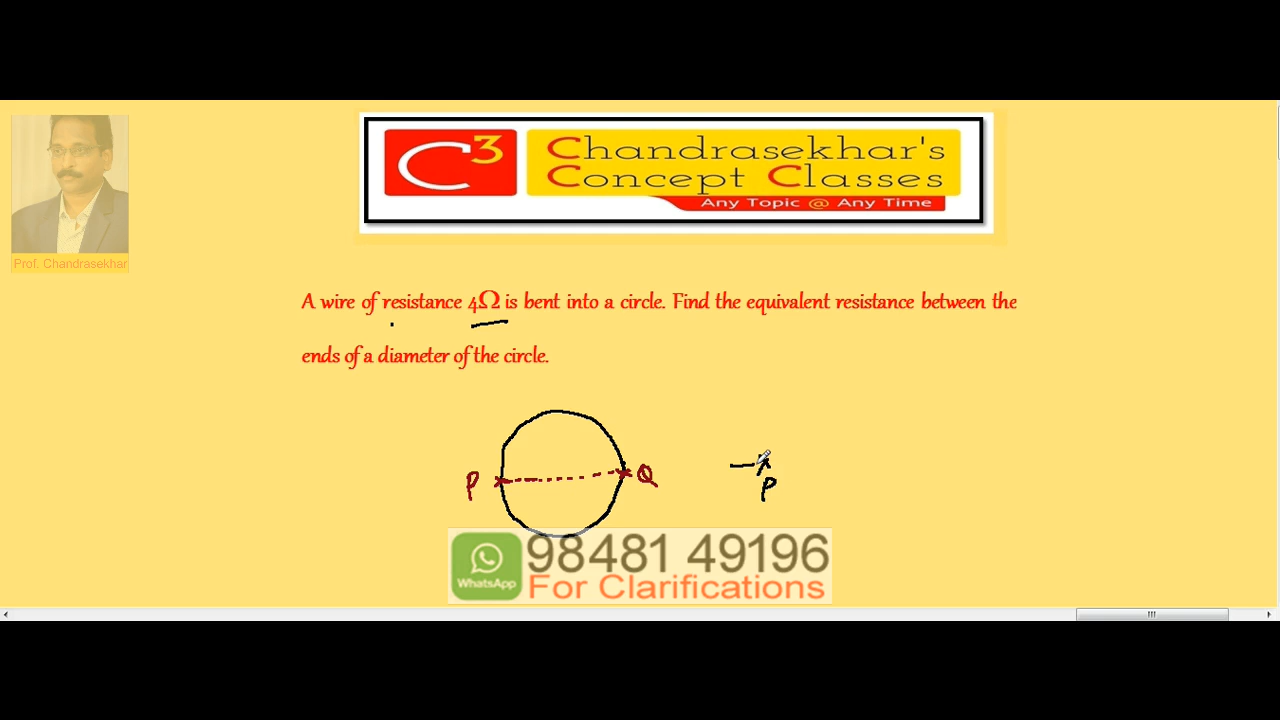 C3 Chandrasekhar's
Concept Classes
Any Topic @ Any Time
Prof. Chandrasekhar
A wire of resistance 4Ω is bent into a circle. Find the equivalent resistance between the
ends of a diameter of the circle.
P Q
P
98481 49196
WhatsApp For Clarifications